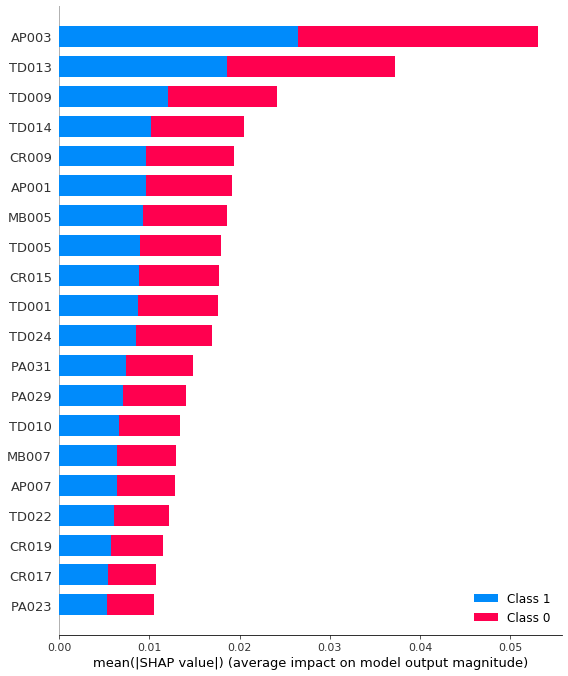 AP003
TD013
TD009
TD014
CR009
AP001
MB005
TD005
CR015
TD001
TD024
PA031
PA029
TD010
MB007
AP007
TD022
CR019
CR017
PA023
Class 1
Class 0
0.00 0.01 0.02 0.03 0.04 0.05
mean(|SHAP value|) (average impact on model output magnitude)